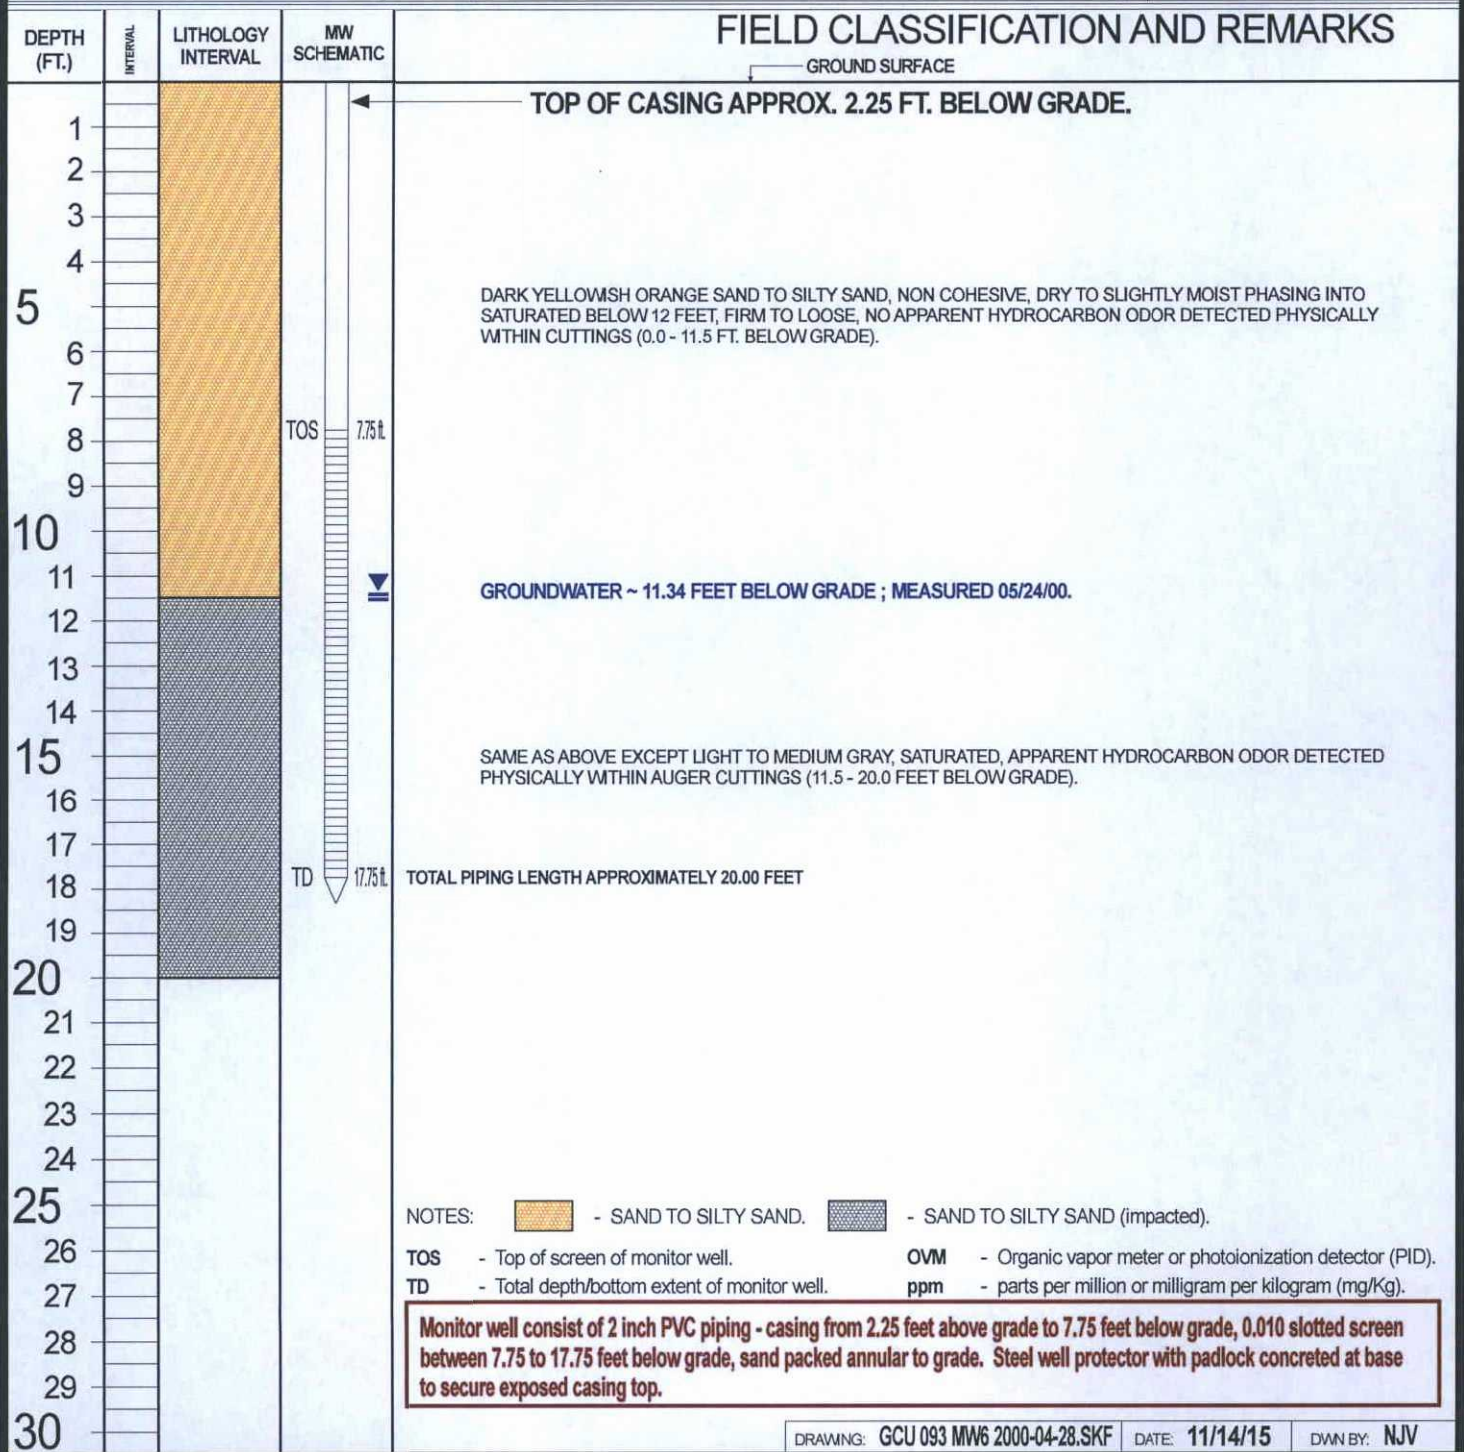 FIELD CLASSIFICATION AND REMARKS
DEPTH (FT.)
INTERVAL
LITHOLOGY INTERVAL
MW SCHEMATIC
GROUND SURFACE
TOP OF CASING APPROX. 2.25 FT. BELOW GRADE.
1
2
3
4
5
DARK YELLOWISH ORANGE SAND TO SILTY SAND, NON COHESIVE, DRY TO SLIGHTLY MOIST PHASING INTO
SATURATED BELOW 12 FEET, FIRM TO LOOSE, NO APPARENT HYDROCARBON ODOR DETECTED PHYSICALLY
WITHIN CUTTINGS (0.0 - 11.5 FT. BELOW GRADE).
6
7
TOS 7.75 ft.
8
9
10
11
GROUNDWATER ~ 11.34 FEET BELOW GRADE ; MEASURED 05/24/00.
12
13
14
15
SAME AS ABOVE EXCEPT LIGHT TO MEDIUM GRAY, SATURATED, APPARENT HYDROCARBON ODOR DETECTED
PHYSICALLY WITHIN AUGER CUTTINGS (11.5 - 20.0 FEET BELOW GRADE).
16
17
TD 17.75 ft. TOTAL PIPING LENGTH APPROXIMATELY 20.00 FEET
18
19
20
21
22
23
24
25
NOTES: - SAND TO SILTY SAND. - SAND TO SILTY SAND (impacted).
26
TOS - Top of screen of monitor well. OVM - Organic vapor meter or photoionization detector (PID).
27
TD - Total depth/bottom extent of monitor well. ppm - parts per million or milligram per kilogram (mg/Kg).
Monitor well consist of 2 inch PVC piping - casing from 2.25 feet above grade to 7.75 feet below grade, 0.010 slotted screen
28
between 7.75 to 17.75 feet below grade, sand packed annular to grade. Steel well protector with padlock concreted at base
29
to secure exposed casing top.
30
DRAWING: GCU 093 MW6 2000-04-28.SKF DATE: 11/14/15 DWN BY: NJV